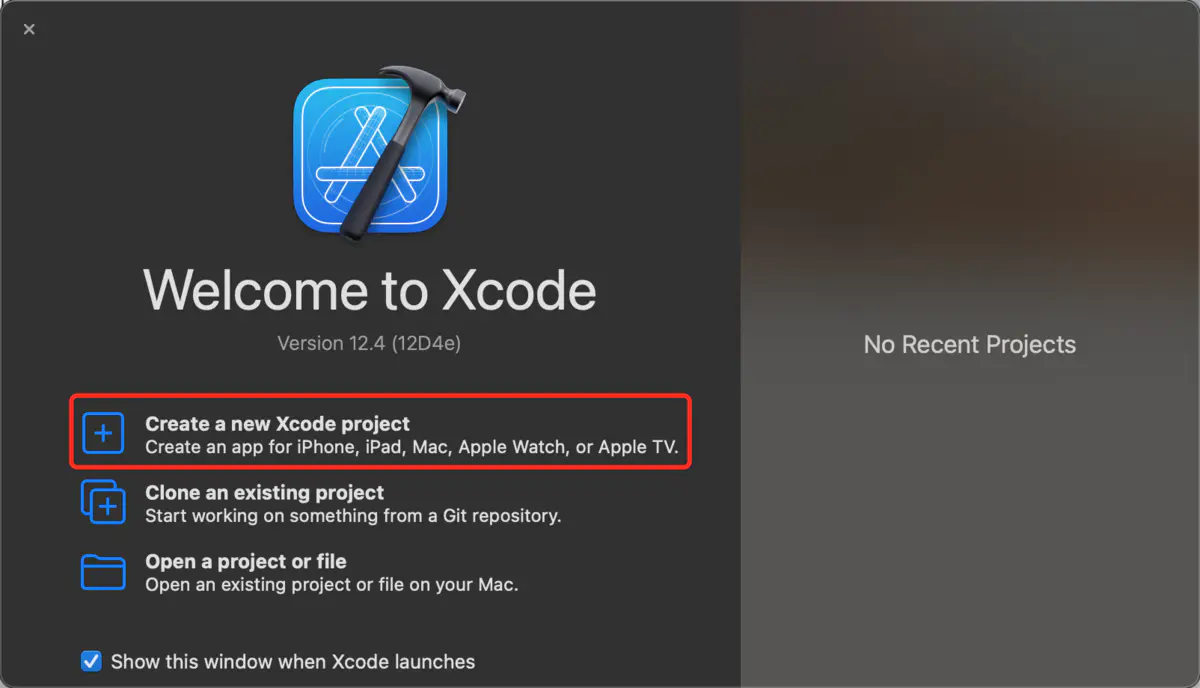 Welcome to Xcode
Version 12.4 (12D4e)
Create a new Xcode project
Create an app for iPhone, iPad, Mac, Apple Watch, or Apple TV.
Clone an existing project
Start working on something from a Git repository.
Open a project or file
Open an existing project or file on your Mac.
Show this window when Xcode launches
No Recent Projects